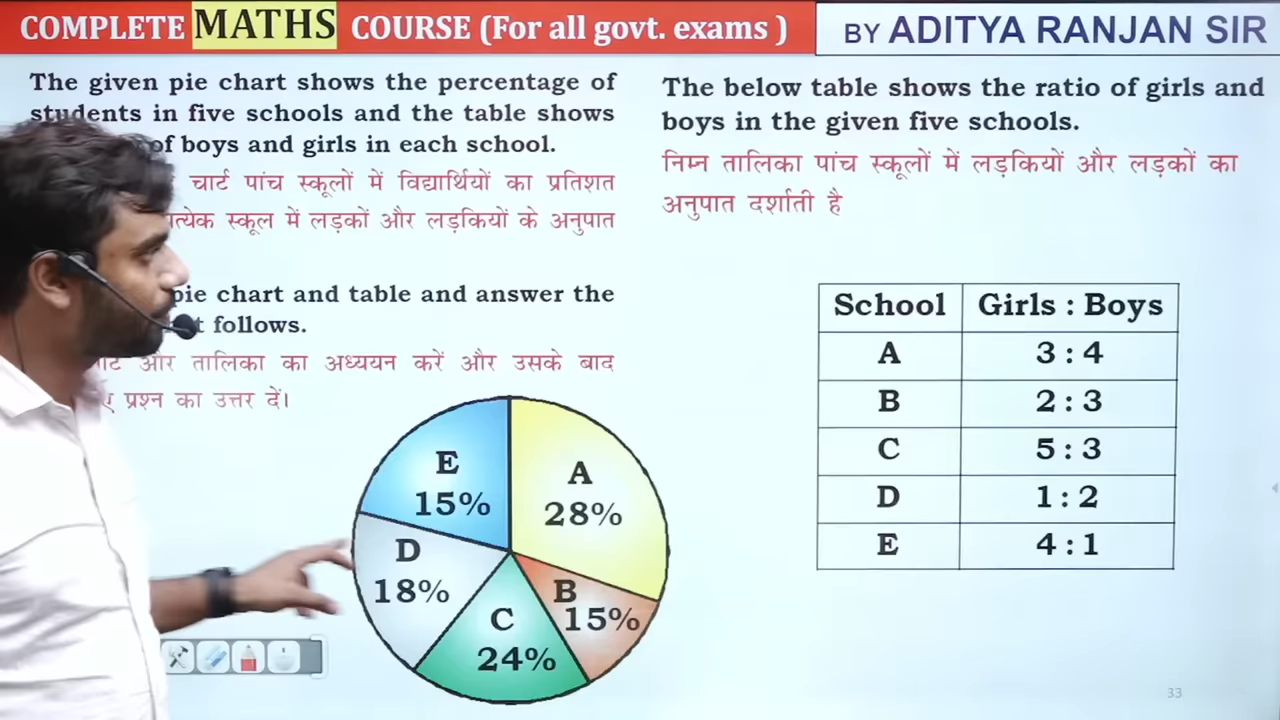 COMPLETE MATHS COURSE (For all govt. exams )
BY ADITYA RANJAN SIR
The given pie chart shows the percentage of
students in five schools and the table shows
of boys and girls in each school.
चार्ट पांच स्कूलों में विद्यार्थियों का प्रतिशत
स्कूल में लड़कों और लड़कियों के अनुपात
pie chart and table and answer the
follows.
और तालिका का अध्ययन करें और उसके बाद
प्रश्न का उत्तर दें।
The below table shows the ratio of girls and
boys in the given five schools.
निम्न तालिका पांच स्कूलों में लड़कियों और लड़कों का
अनुपात दर्शाती है
School Girls : Boys
A 3 : 4
B 2 : 3
C 5 : 3
D 1 : 2
E 4 : 1
E
15%
A
28%
D
18%
B
15%
C
24%
33